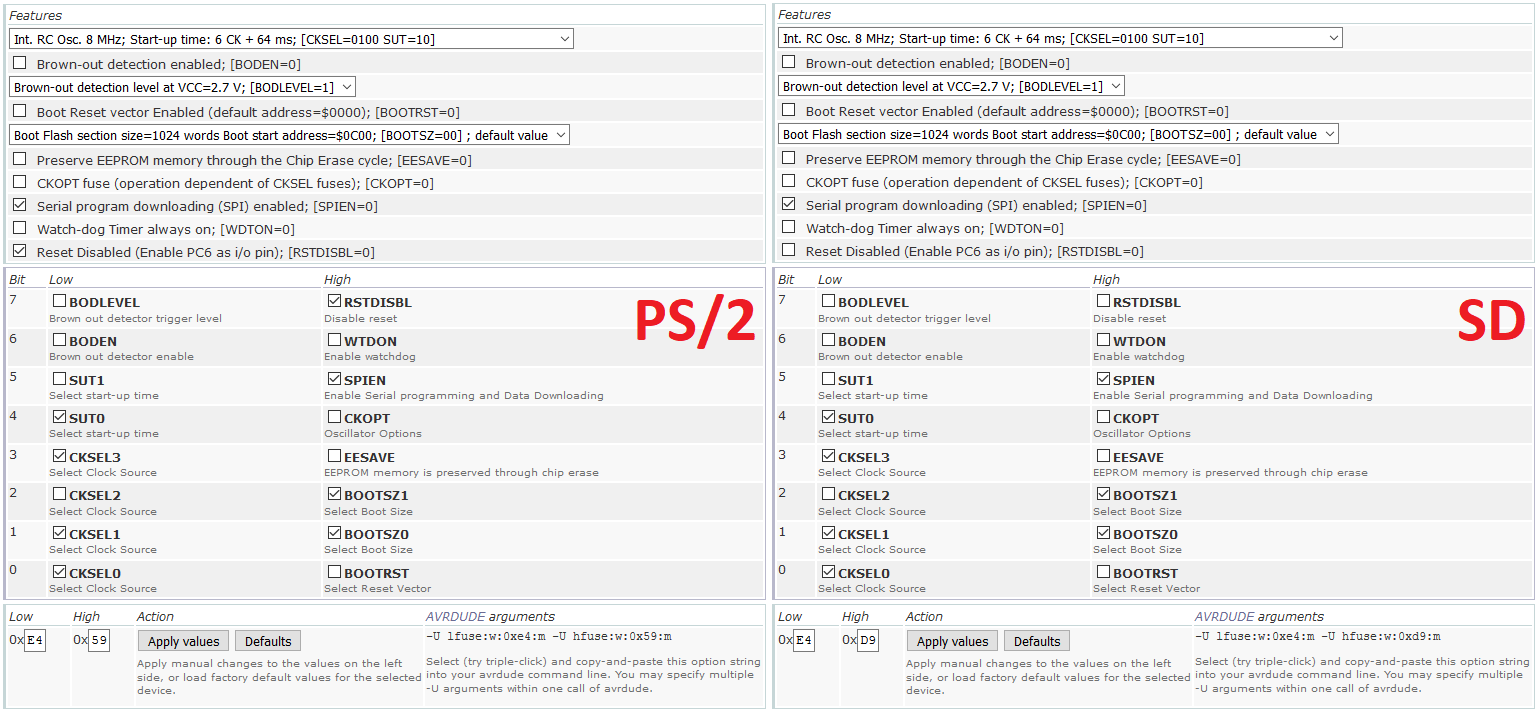 Features
Int. RC Osc. 8 MHz; Start-up time: 6 CK + 64 ms; [CKSEL=0100 SUT=10]
Brown-out detection enabled; [BODEN=0]
Brown-out detection level at VCC=2.7 V; [BODLEVEL=1]
Boot Reset vector Enabled (default address=$0000); [BOOTRST=0]
Boot Flash section size=1024 words Boot start address=$0C00; [BOOTSZ=00] ; default value
Preserve EEPROM memory through the Chip Erase cycle; [EESAVE=0]
CKOPT fuse (operation dependent of CKSEL fuses); [CKOPT=0]
Serial program downloading (SPI) enabled; [SPIEN=0]
Watch-dog Timer always on; [WDTON=0]
Reset Disabled (Enable PC6 as i/o pin); [RSTDISBL=0]
Bit Low High
PS/2
7 BODLEVEL RSTDISBL
Brown out detector trigger level Disable reset
6 BODEN WTDON
Brown out detector enable Enable watchdog
5 SUT1 SPIEN
Select start-up time Enable Serial programming and Data Downloading
4 SUT0 CKOPT
Select start-up time Oscillator Options
3 CKSEL3 EESAVE
Select Clock Source EEPROM memory is preserved through chip erase
2 CKSEL2 BOOTSZ1
Select Clock Source Select Boot Size
1 CKSEL1 BOOTSZ0
Select Clock Source Select Boot Size
0 CKSEL0 BOOTRST
Select Clock Source Select Reset Vector
Low High Action AVRDUDE arguments
0x E4 0x 59 Apply values Defaults -U lfuse:w:0xe4:m -U hfuse:w:0x59:m
Apply manual changes to the values on the left
side, or load factory default values for the selected
device.
Select (try triple-click) and copy-and-paste this option string
into your avrdude command line. You may specify multiple
-U arguments within one call of avrdude.
Features
Int. RC Osc. 8 MHz; Start-up time: 6 CK + 64 ms; [CKSEL=0100 SUT=10]
Brown-out detection enabled; [BODEN=0]
Brown-out detection level at VCC=2.7 V; [BODLEVEL=1]
Boot Reset vector Enabled (default address=$0000); [BOOTRST=0]
Boot Flash section size=1024 words Boot start address=$0C00; [BOOTSZ=00] ; default value
Preserve EEPROM memory through the Chip Erase cycle; [EESAVE=0]
CKOPT fuse (operation dependent of CKSEL fuses); [CKOPT=0]
Serial program downloading (SPI) enabled; [SPIEN=0]
Watch-dog Timer always on; [WDTON=0]
Reset Disabled (Enable PC6 as i/o pin); [RSTDISBL=0]
Bit Low High
SD
7 BODLEVEL RSTDISBL
Brown out detector trigger level Disable reset
6 BODEN WTDON
Brown out detector enable Enable watchdog
5 SUT1 SPIEN
Select start-up time Enable Serial programming and Data Downloading
4 SUT0 CKOPT
Select start-up time Oscillator Options
3 CKSEL3 EESAVE
Select Clock Source EEPROM memory is preserved through chip erase
2 CKSEL2 BOOTSZ1
Select Clock Source Select Boot Size
1 CKSEL1 BOOTSZ0
Select Clock Source Select Boot Size
0 CKSEL0 BOOTRST
Select Clock Source Select Reset Vector
Low High Action AVRDUDE arguments
0x E4 0x D9 Apply values Defaults -U lfuse:w:0xe4:m -U hfuse:w:0xd9:m
Apply manual changes to the values on the left
side, or load factory default values for the selected
device.
Select (try triple-click) and copy-and-paste this option string
into your avrdude command line. You may specify multiple
-U arguments within one call of avrdude.